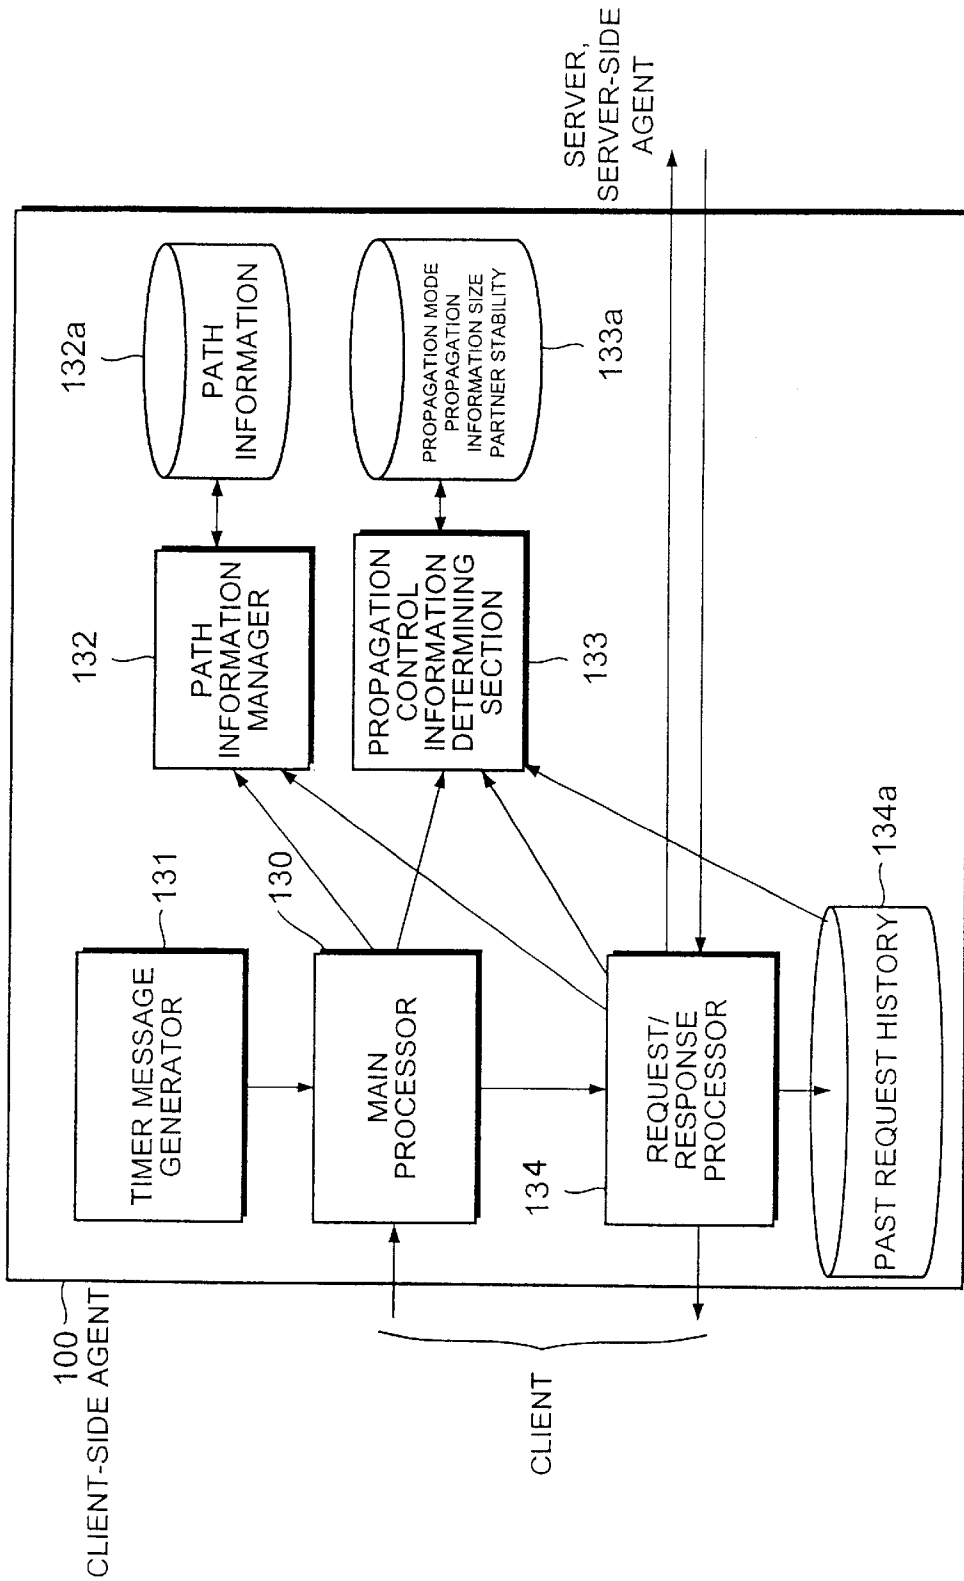 100
CLIENT-SIDE AGENT
131
TIMER MESSAGE
GENERATOR
132
PATH
INFORMATION
MANAGER
132a
PATH
INFORMATION
130
MAIN
PROCESSOR
PROPAGATION
CONTROL
INFORMATION
DETERMINING
SECTION
133
PROPAGATION MODE
PROPAGATION
INFORMATION SIZE
PARTNER STABILITY
133a
CLIENT
134
REQUEST/
RESPONSE
PROCESSOR
SERVER,
SERVER-SIDE
AGENT
134a
PAST REQUEST HISTORY